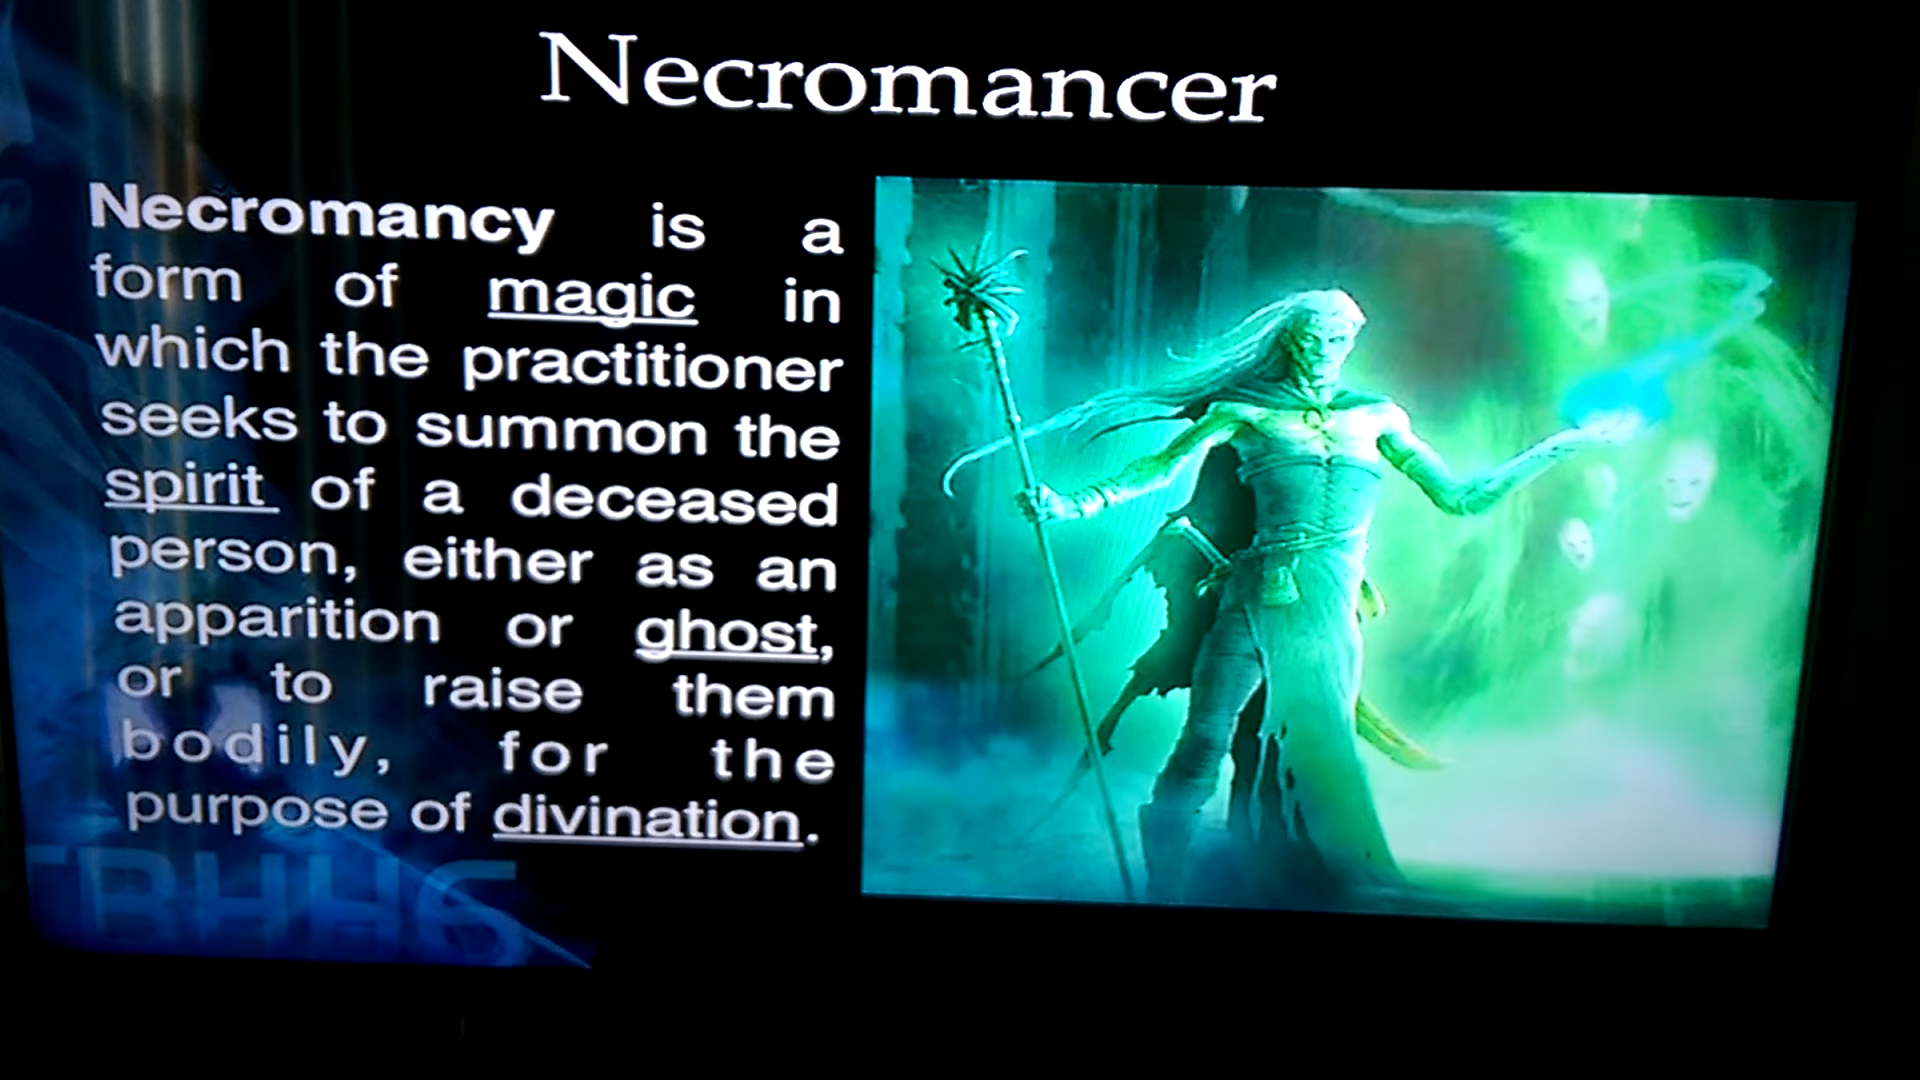 Necromancer
Necromancy is a
form of magic in
which the practitioner
seeks to summon the
spirit of a deceased
person, either as an
apparition or ghost,
or to raise them
bodily, for the
purpose of divination.